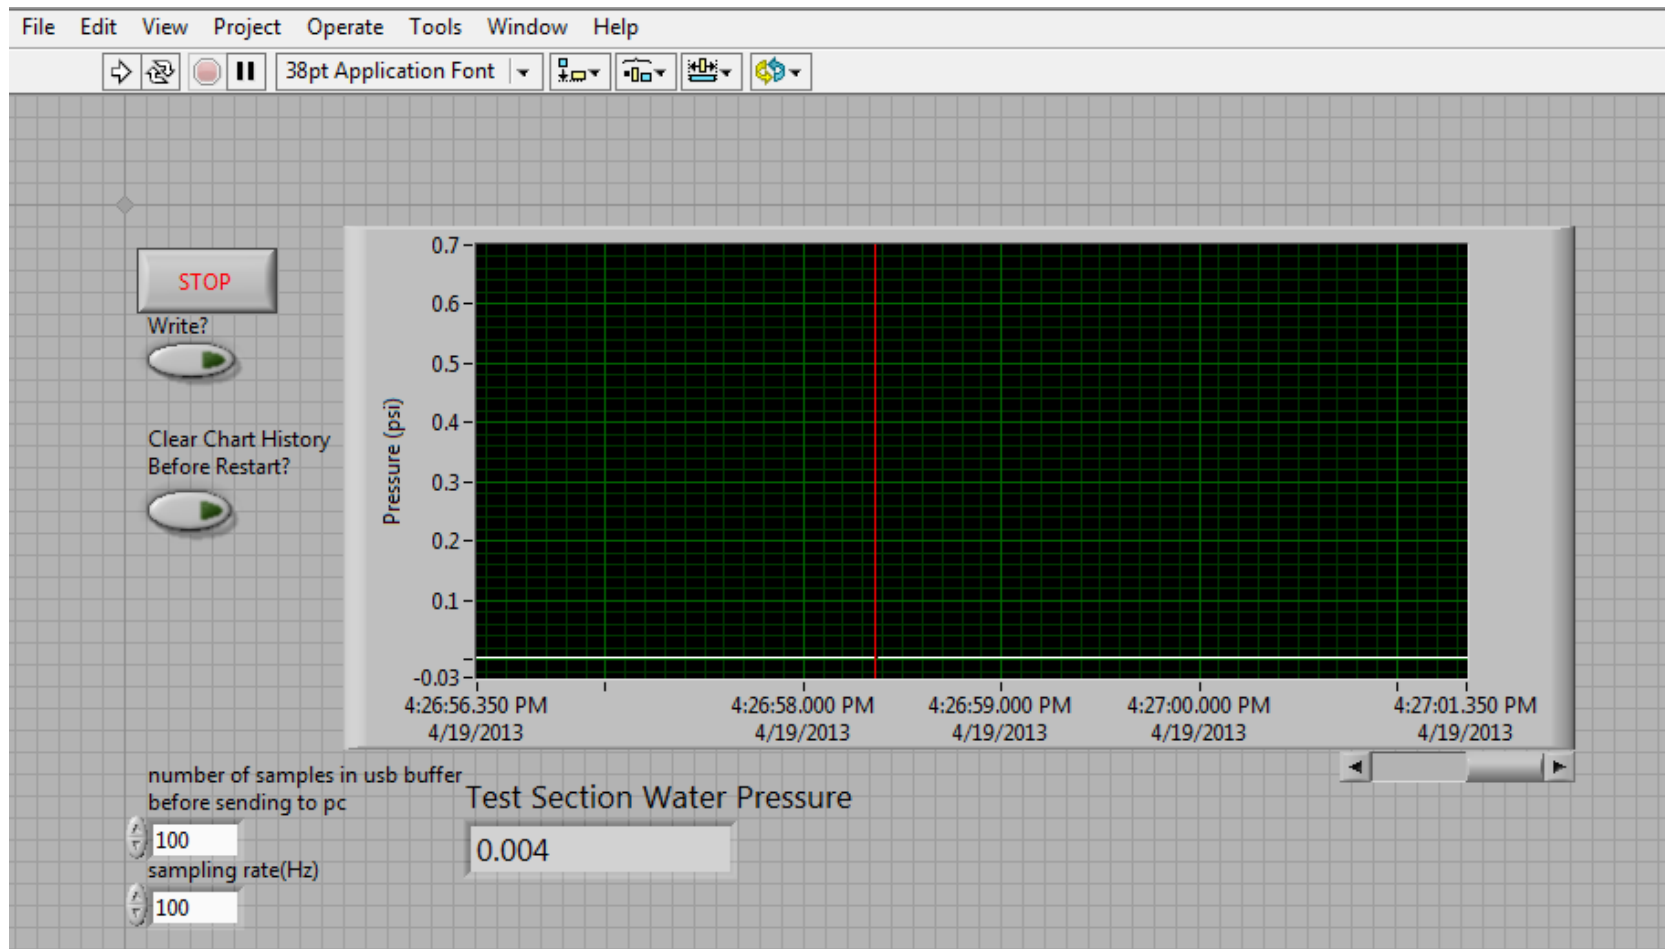 File Edit View Project Operate Tools Window Help
38pt Application Font
STOP
Write?
Clear Chart History
Before Restart?
Pressure (psi)
0.7
0.6
0.5
0.4
0.3
0.2
0.1
-0.03
4:26:56.350 PM 4:26:58.000 PM 4:26:59.000 PM 4:27:00.000 PM 4:27:01.350 PM
4/19/2013 4/19/2013 4/19/2013 4/19/2013 4/19/2013
number of samples in usb buffer
before sending to pc
100
sampling rate(Hz)
100
Test Section Water Pressure
0.004